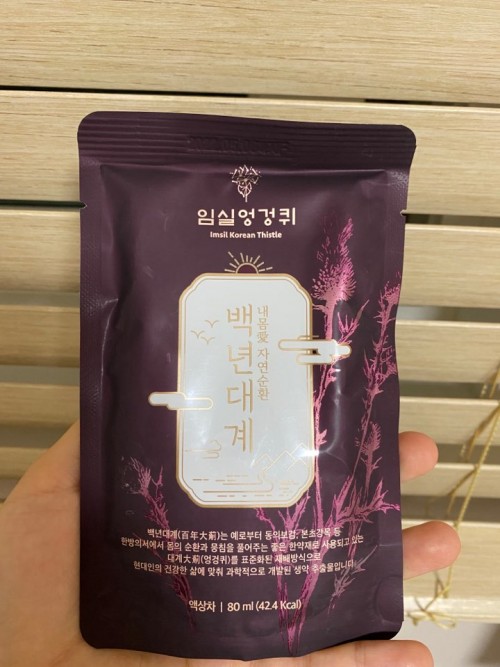 임실엉겅퀴
Imsil Korean Thistle
내몸愛 자연순환
백년대계
백년대계(百年大薊)는 예로부터 동의보감, 본초강목 등
한방의서에서 몸의 순환과 뭉침을 풀어주는 좋은 한약재로 사용되고 있는
대계大薊(엉겅퀴)를 표준화된 재배방식으로
현대인의 건강한 삶에 맞춰 과학적으로 개발된 생약 추출물입니다.
액상차 | 80 ml (42.4 Kcal)